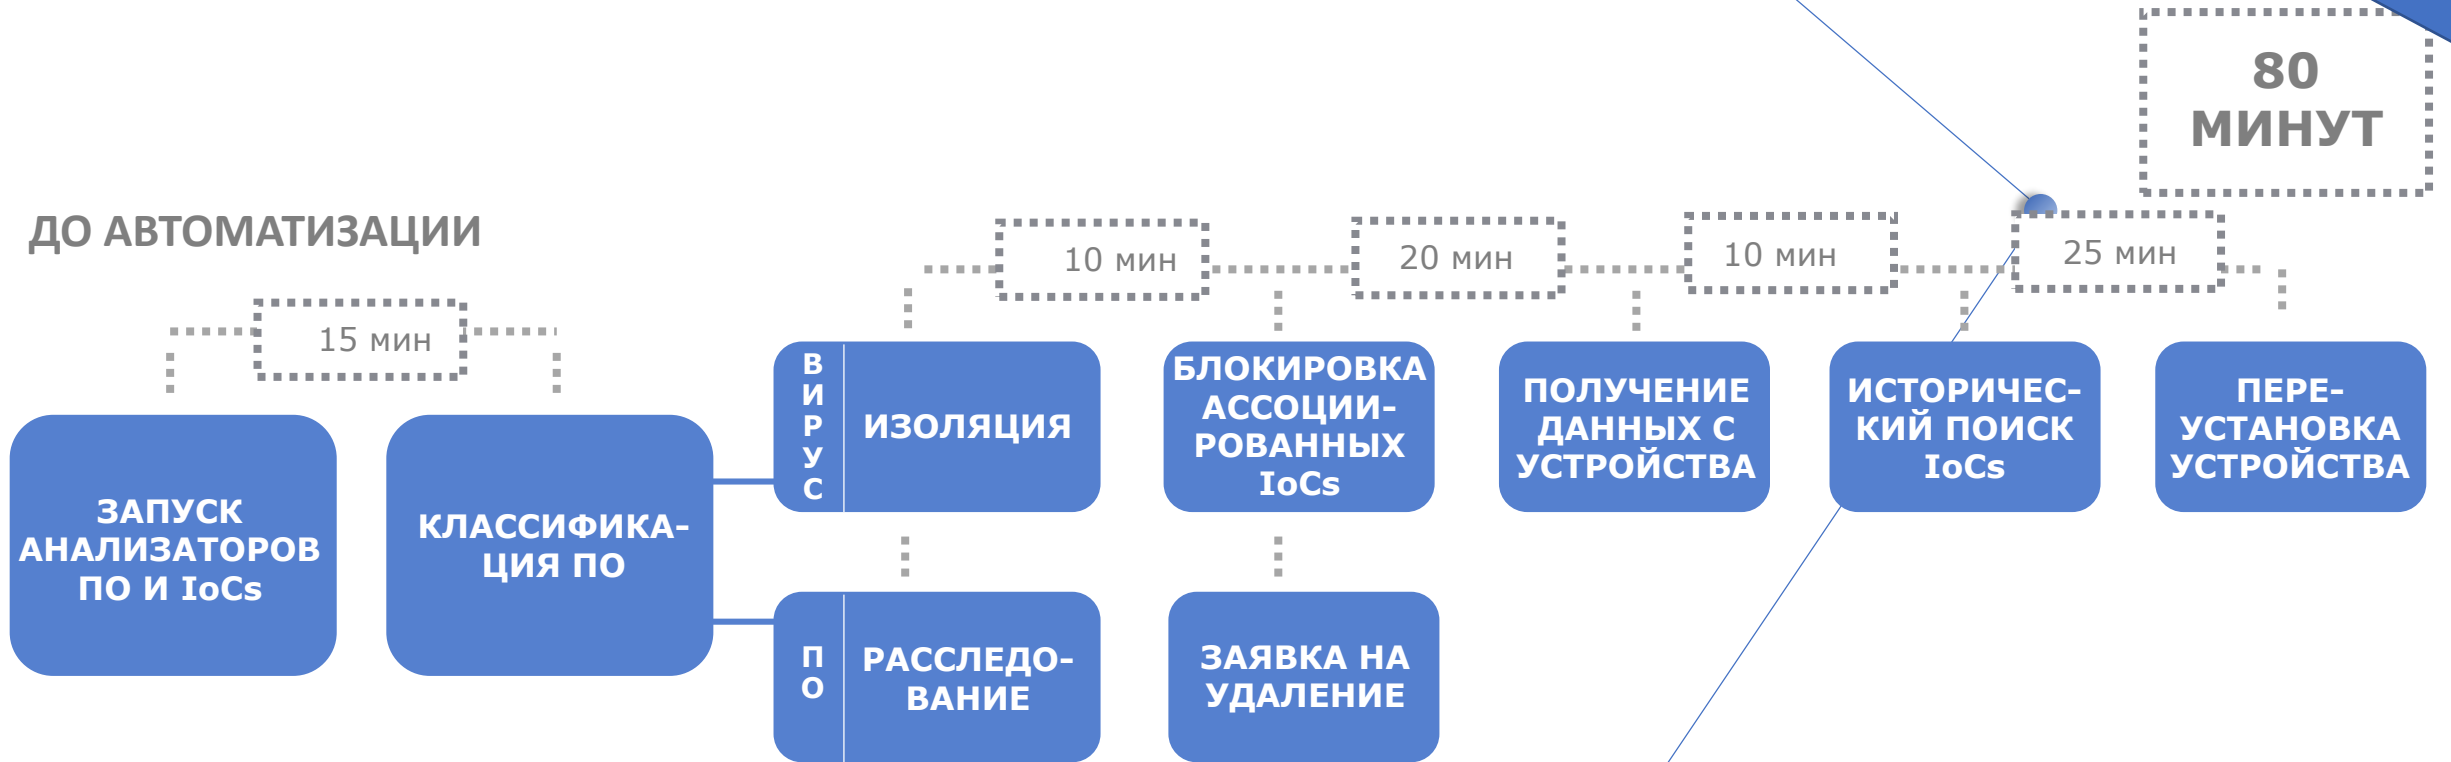 80
МИНУТ
ДО АВТОМАТИЗАЦИИ
15 мин
10 мин
20 мин
10 мин
25 мин
ЗАПУСК
АНАЛИЗАТОРОВ
ПО И IoCs
КЛАССИФИКА-
ЦИЯ ПО
ВИРУС
ИЗОЛЯЦИЯ
БЛОКИРОВКА
АССОЦИИ-
РОВАННЫХ
IoCs
ПОЛУЧЕНИЕ
ДАННЫХ С
УСТРОЙСТВА
ИСТОРИЧЕС-
КИЙ ПОИСК
IoCs
ПЕРЕ-
УСТАНОВКА
УСТРОЙСТВА
ПО
РАССЛЕДО-
ВАНИЕ
ЗАЯВКА НА
УДАЛЕНИЕ